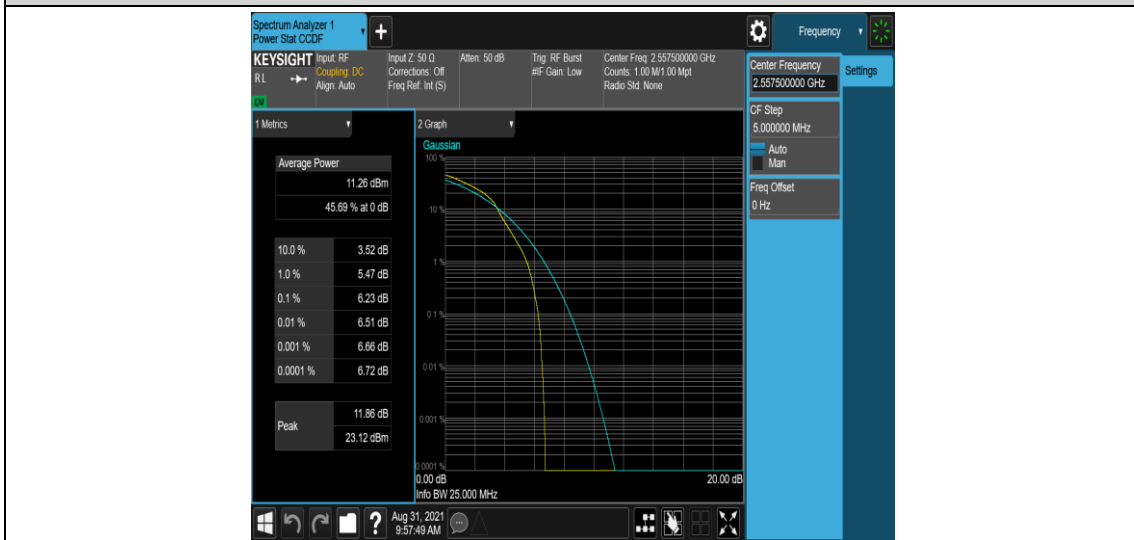 Spectrum Analyzer 1
Power Stat CCDF
+
Frequency
KEYSIGHT
RL
LXI
Input: RF
Coupling: DC
Align: Auto
Input Z: 50 Ω
Corrections: Off
Freq Ref: Int (S)
Atten: 50 dB
Trig: RF Burst
#IF Gain: Low
Center Freq: 2.557500000 GHz
Counts: 1.00 M/1.00 Mpt
Radio Std: None
Center Frequency
2.557500000 GHz
Settings
CF Step
5.000000 MHz
Auto
Man
Freq Offset
0 Hz
1 Metrics
Average Power
11.26 dBm
45.69 % at 0 dB
10.0 % 3.52 dB
1.0 % 5.47 dB
0.1 % 6.23 dB
0.01 % 6.51 dB
0.001 % 6.66 dB
0.0001 % 6.72 dB
Peak
11.86 dB
23.12 dBm
2 Graph
Gaussian
100 %
10 %
1 %
0.1 %
0.01 %
0.001 %
0.0001 %
0.00 dB 20.00 dB
Info BW 25.000 MHz
?
Aug 31, 2021
9:57:49 AM